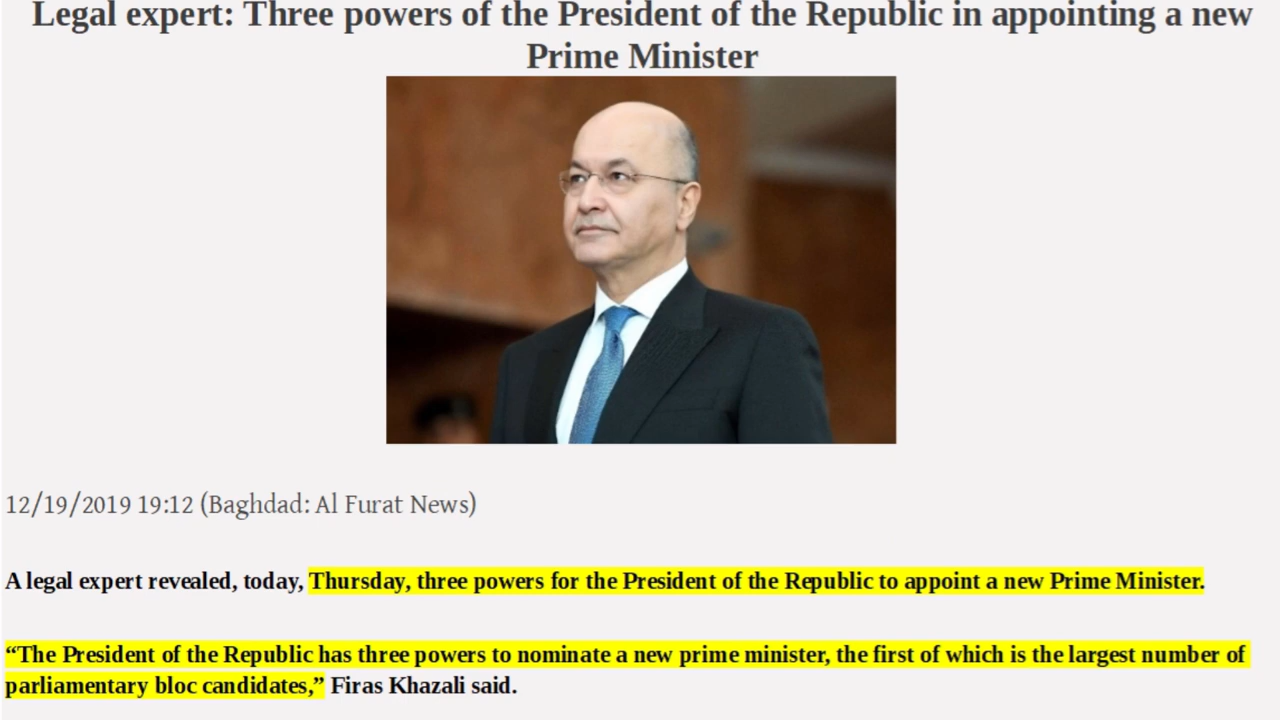 Legal expert: Three powers of the President of the Republic in appointing a new
Prime Minister
12/19/2019 19:12 (Baghdad: Al Furat News)
A legal expert revealed, today, Thursday, three powers for the President of the Republic to appoint a new Prime Minister.
“The President of the Republic has three powers to nominate a new prime minister, the first of which is the largest number of
parliamentary bloc candidates,” Firas Khazali said.